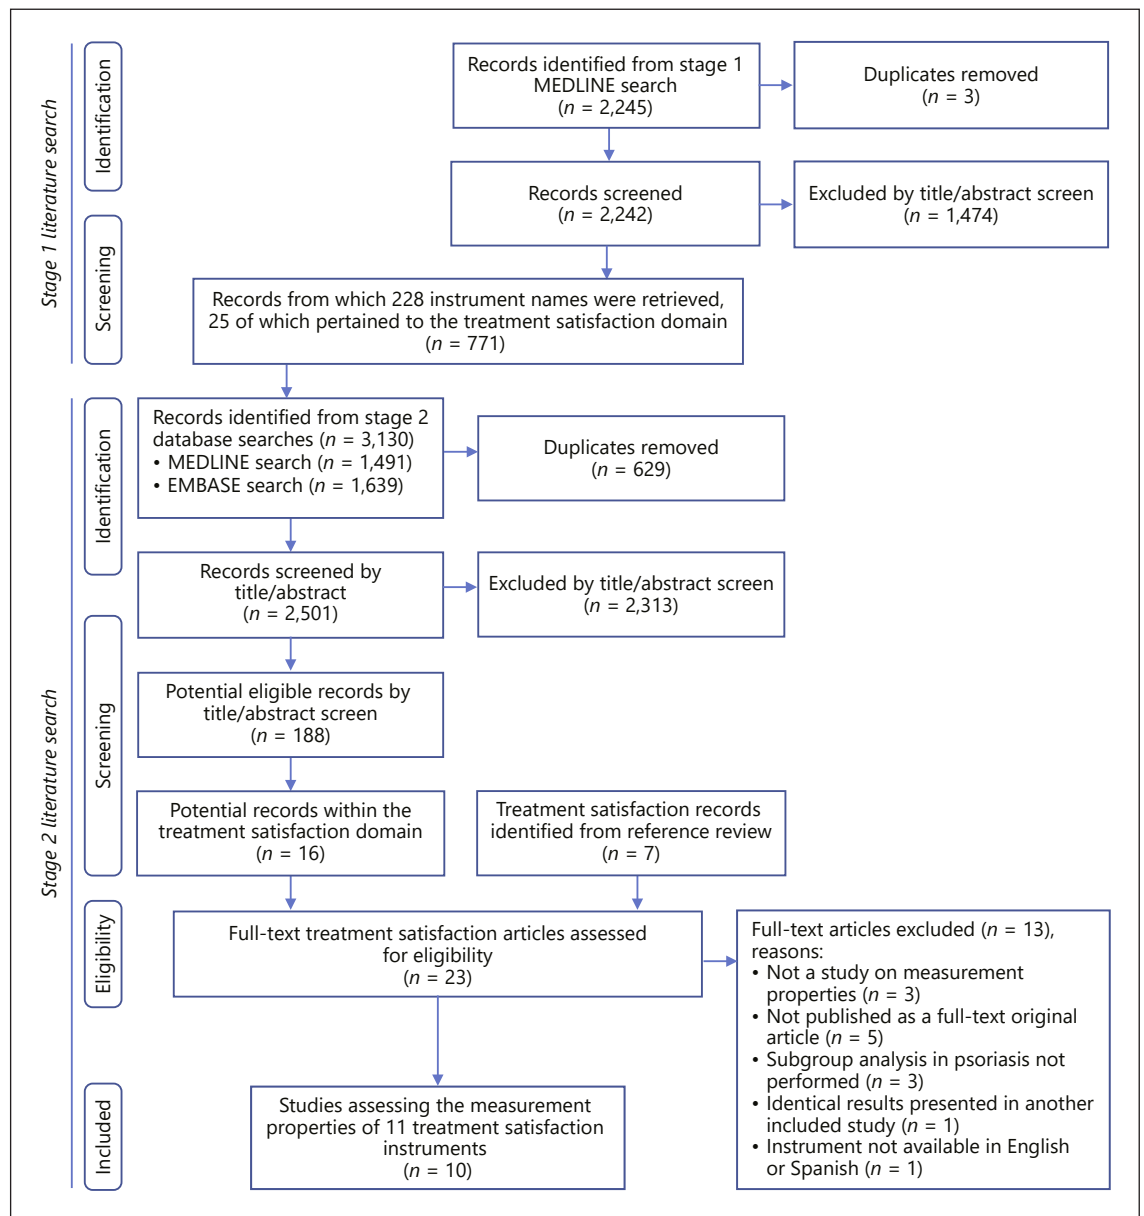 Stage 1 literature search
Identification
Records identified from stage 1
MEDLINE search
(n = 2,245)
Duplicates removed
(n = 3)
Records screened
(n = 2,242)
Excluded by title/abstract screen
(n = 1,474)
Screening
Records from which 228 instrument names were retrieved,
25 of which pertained to the treatment satisfaction domain
(n = 771)
Stage 2 literature search
Identification
Records identified from stage 2
database searches (n = 3,130)
• MEDLINE search (n = 1,491)
• EMBASE search (n = 1,639)
Duplicates removed
(n = 629)
Records screened by
title/abstract
(n = 2,501)
Excluded by title/abstract screen
(n = 2,313)
Screening
Potential eligible records by
title/abstract screen
(n = 188)
Potential records within the
treatment satisfaction domain
(n = 16)
Treatment satisfaction records
identified from reference review
(n = 7)
Eligibility
Full-text treatment satisfaction articles assessed
for eligibility
(n = 23)
Full-text articles excluded (n = 13),
reasons:
• Not a study on measurement
properties (n = 3)
• Not published as a full-text original
article (n = 5)
• Subgroup analysis in psoriasis not
performed (n = 3)
• Identical results presented in another
included study (n = 1)
• Instrument not available in English
or Spanish (n = 1)
Included
Studies assessing the measurement
properties of 11 treatment satisfaction
instruments
(n = 10)